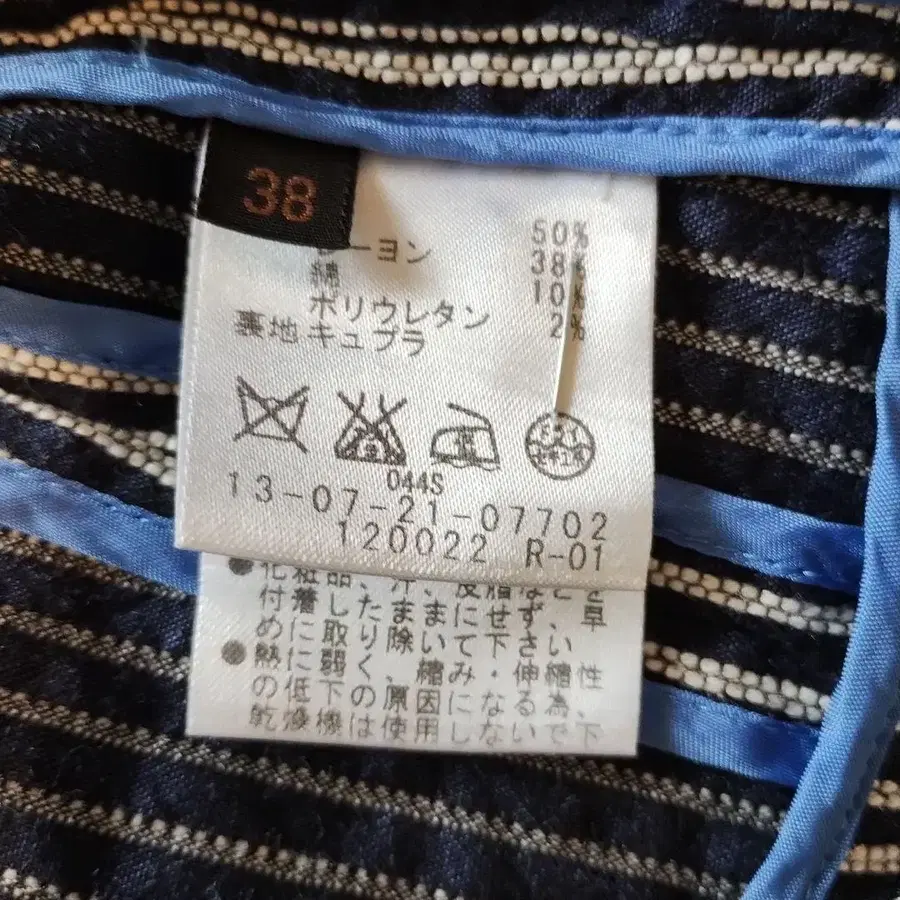 38
50%
ーヨン 38%
綿 10%
ポリウレタン 2%
裏地キュプラ
044S
13-07-21-07702
120022 R-01
●化粧品、汗、皮脂など
付着したままにせず、早
めに取り除いて下さい
●熱に弱く、縮み・伸縮性
の低下の原因になる為、
乾燥機は使用しないで下